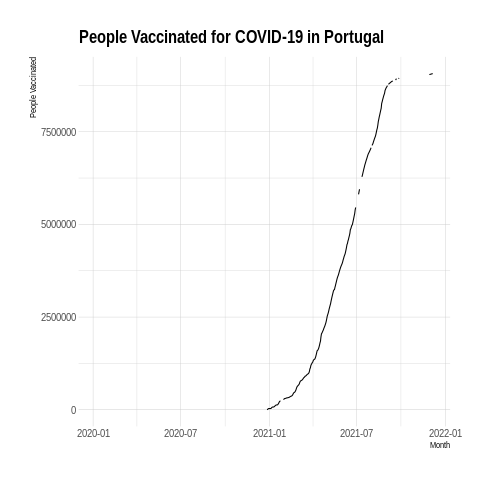 People Vaccinated for COVID-19 in Portugal
People Vaccinated
7500000
5000000
2500000
0
2020-01 2020-07 2021-01 2021-07 2022-01
Month